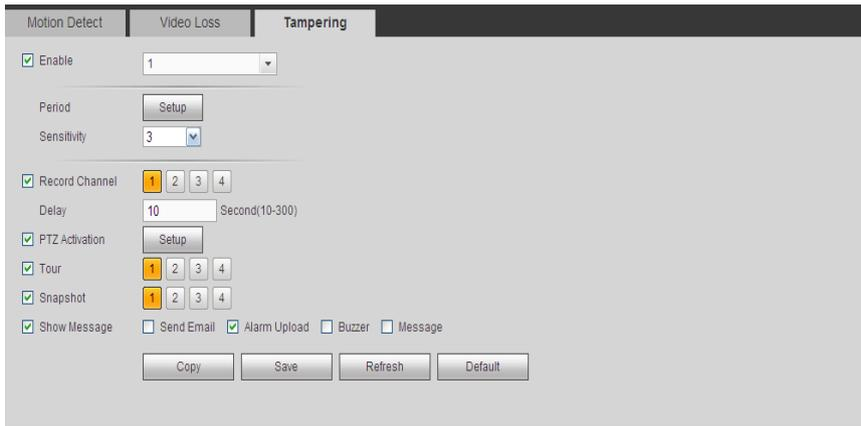 Motion Detect Video Loss Tampering
Enable 1
Period Setup
Sensitivity 3
Record Channel 1 2 3 4
Delay 10 Second(10-300)
PTZ Activation Setup
Tour 1 2 3 4
Snapshot 1 2 3 4
Show Message Send Email Alarm Upload Buzzer Message
Copy Save Refresh Default